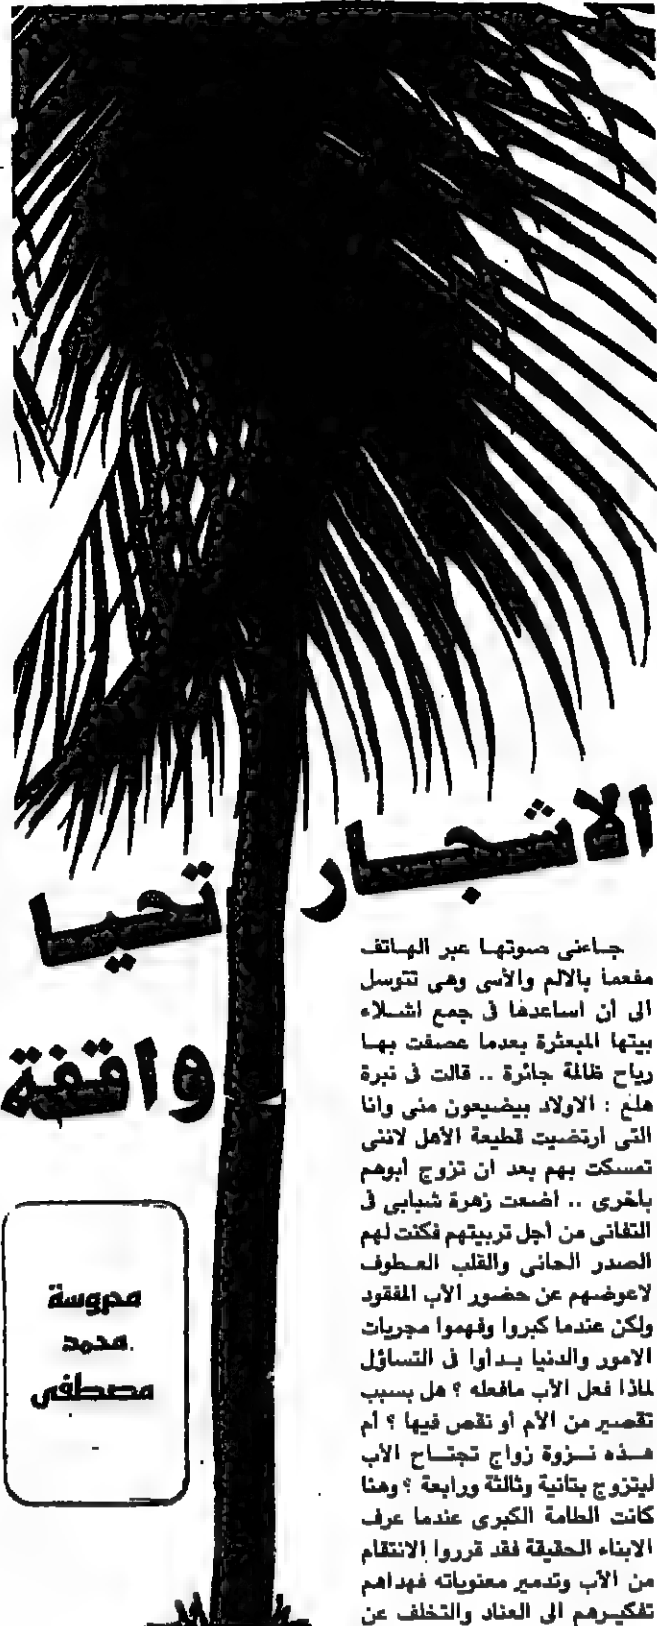 الاشجار تحيا
واقفة
محروسة
محمد
مصطفى
جاءنى صوتها عبر الهاتف
مفعما بالالم والأسى وهى تتوسل
الى أن اساعدها فى جمع اشلاء
بيتها المبعثرة بعدما عصفت بها
رياح ظالمة جائرة .. قالت فى نبرة
هلع : الاولاد بيضيعون منى وانا
التى ارتضيت قطيعة الأهل لاننى
تمسكت بهم بعد ان تزوج أبوهم
بأخرى .. اضعت زهرة شبابى فى
التفانى من أجل تربيتهم فكنت لهم
الصدر الحانى والقلب العطوف
لاعوضهم عن حضور الأب المفقود
ولكن عندما كبروا وفهموا مجريات
الامور والدنيا بدأوا فى التساؤل
لماذا فعل الأب مافعله ؟ هل بسبب
تقصير من الأم أو نقص فيها ؟ أم
هذه نزوة زواج تجتاح الأب
ليتزوج بثانية وثالثة ورابعة ؟ وهنا
كانت الطامة الكبرى عندما عرف
الابناء الحقيقة فقد قرروا الانتقام
من الأب وتدمير معنوياته فهداهم
تفكيرهم الى العناد والتخلف عن